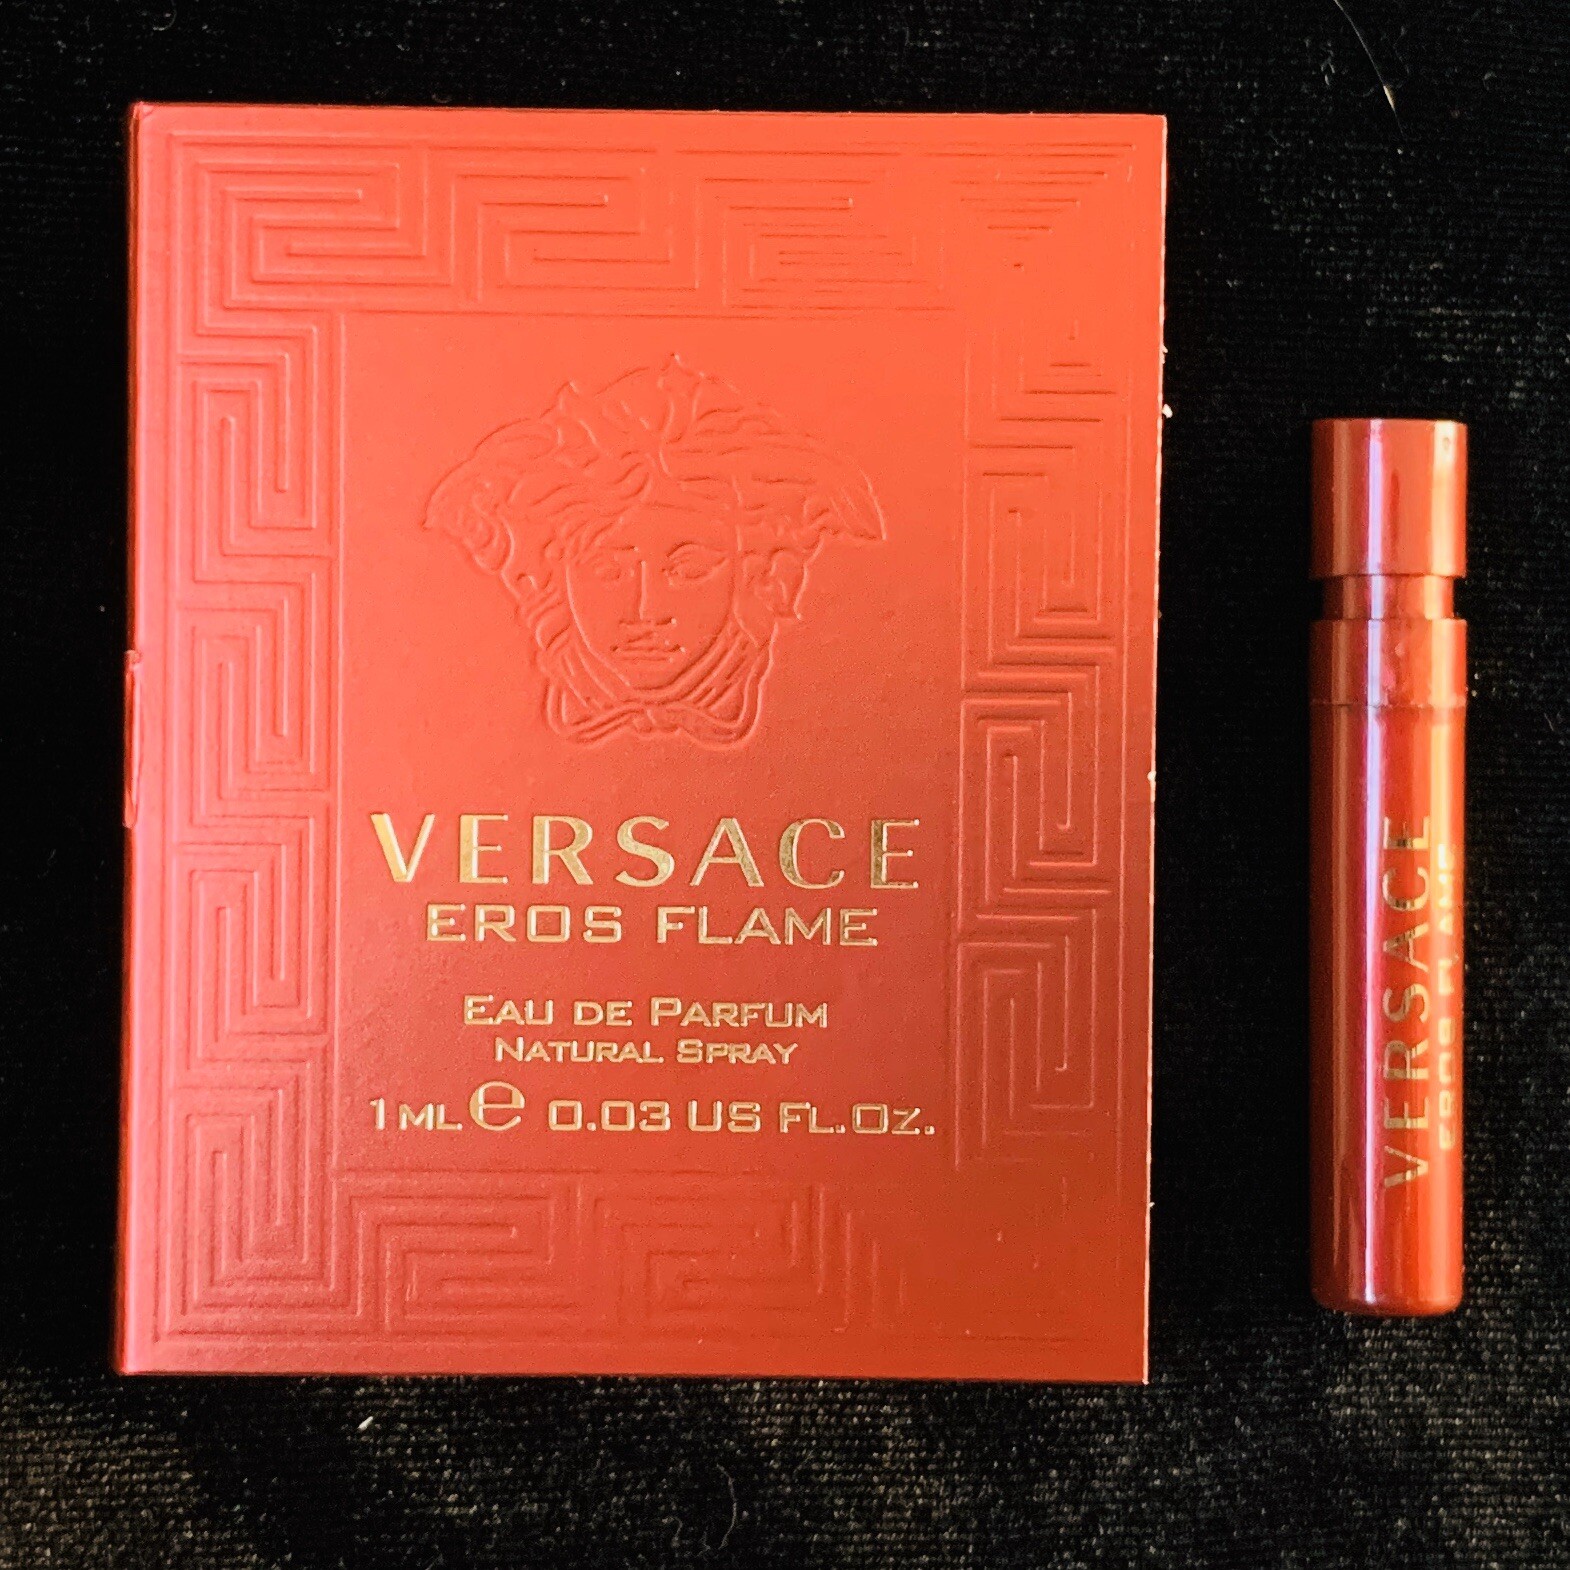 VERSACE
EROS FLAME
EAU DE PARFUM
NATURAL SPRAY
1 ML e 0.03 US FL.OZ.
VERSACE
EROS FLAME